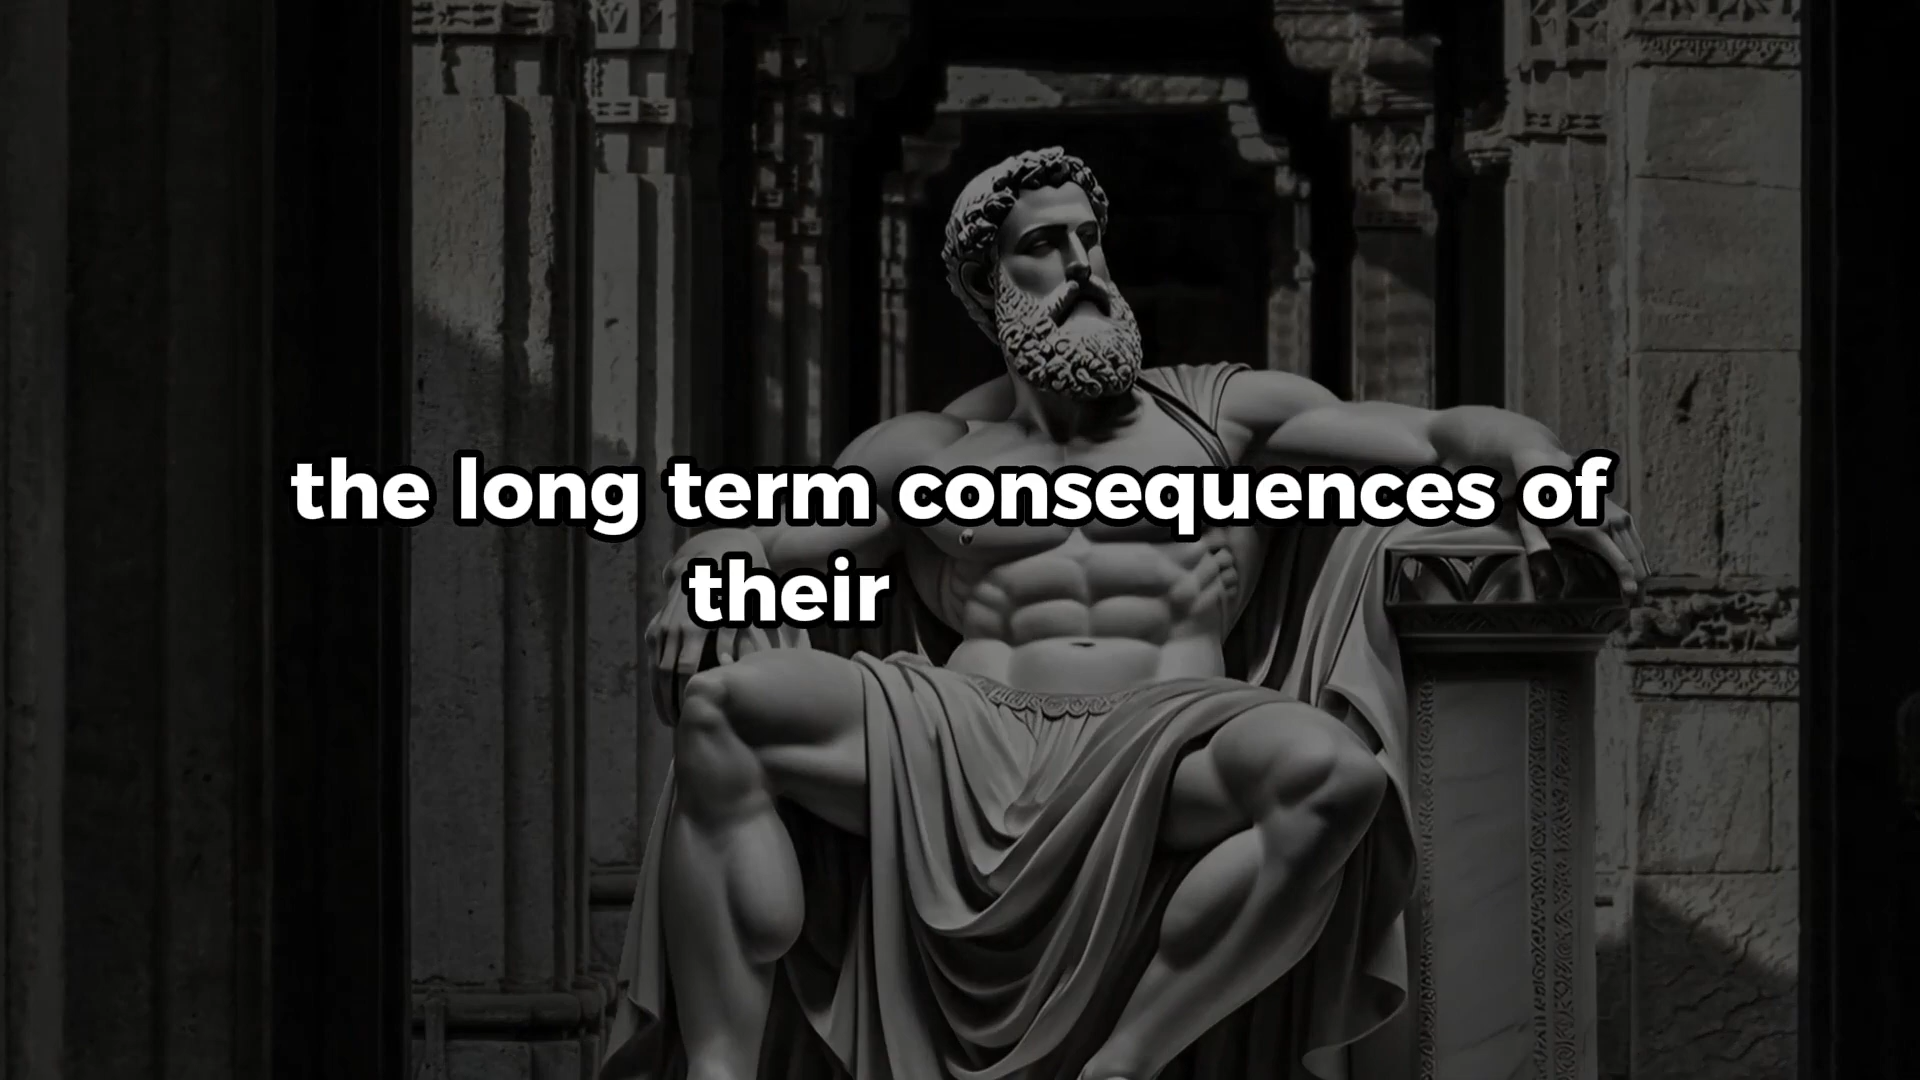 the long term consequences of
their